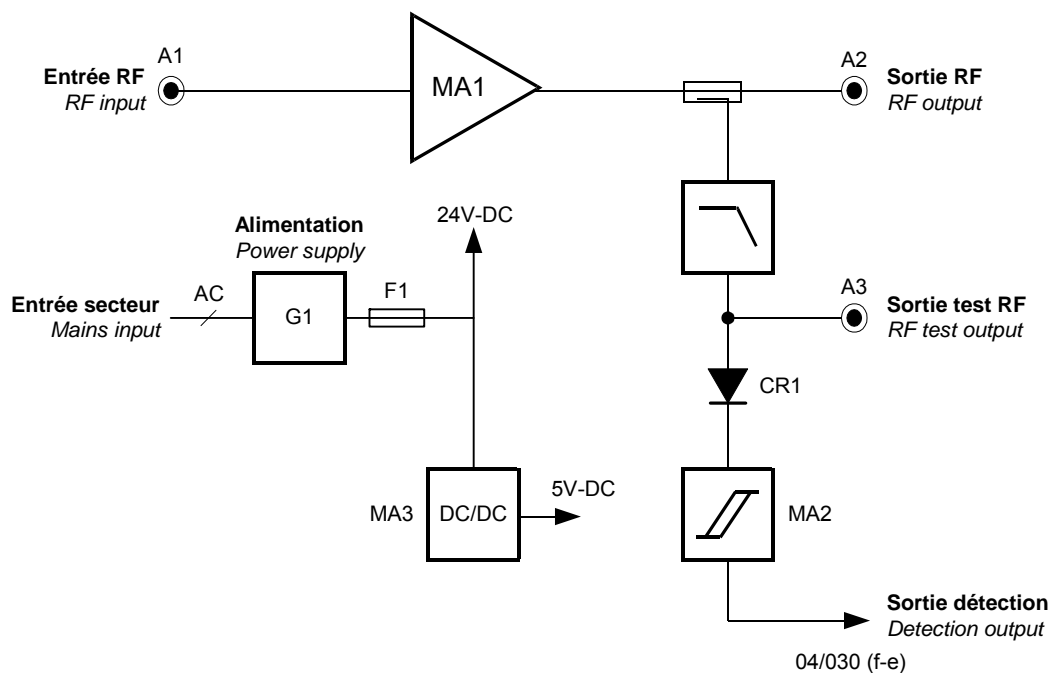 A1
Entrée RF
RF input
MA1
A2
Sortie RF
RF output
Alimentation
Power supply
24V-DC
Entrée secteur
Mains input
AC
G1
F1
A3
Sortie test RF
RF test output
CR1
MA3
DC/DC
5V-DC
MA2
Sortie détection
Detection output
04/030 (f-e)